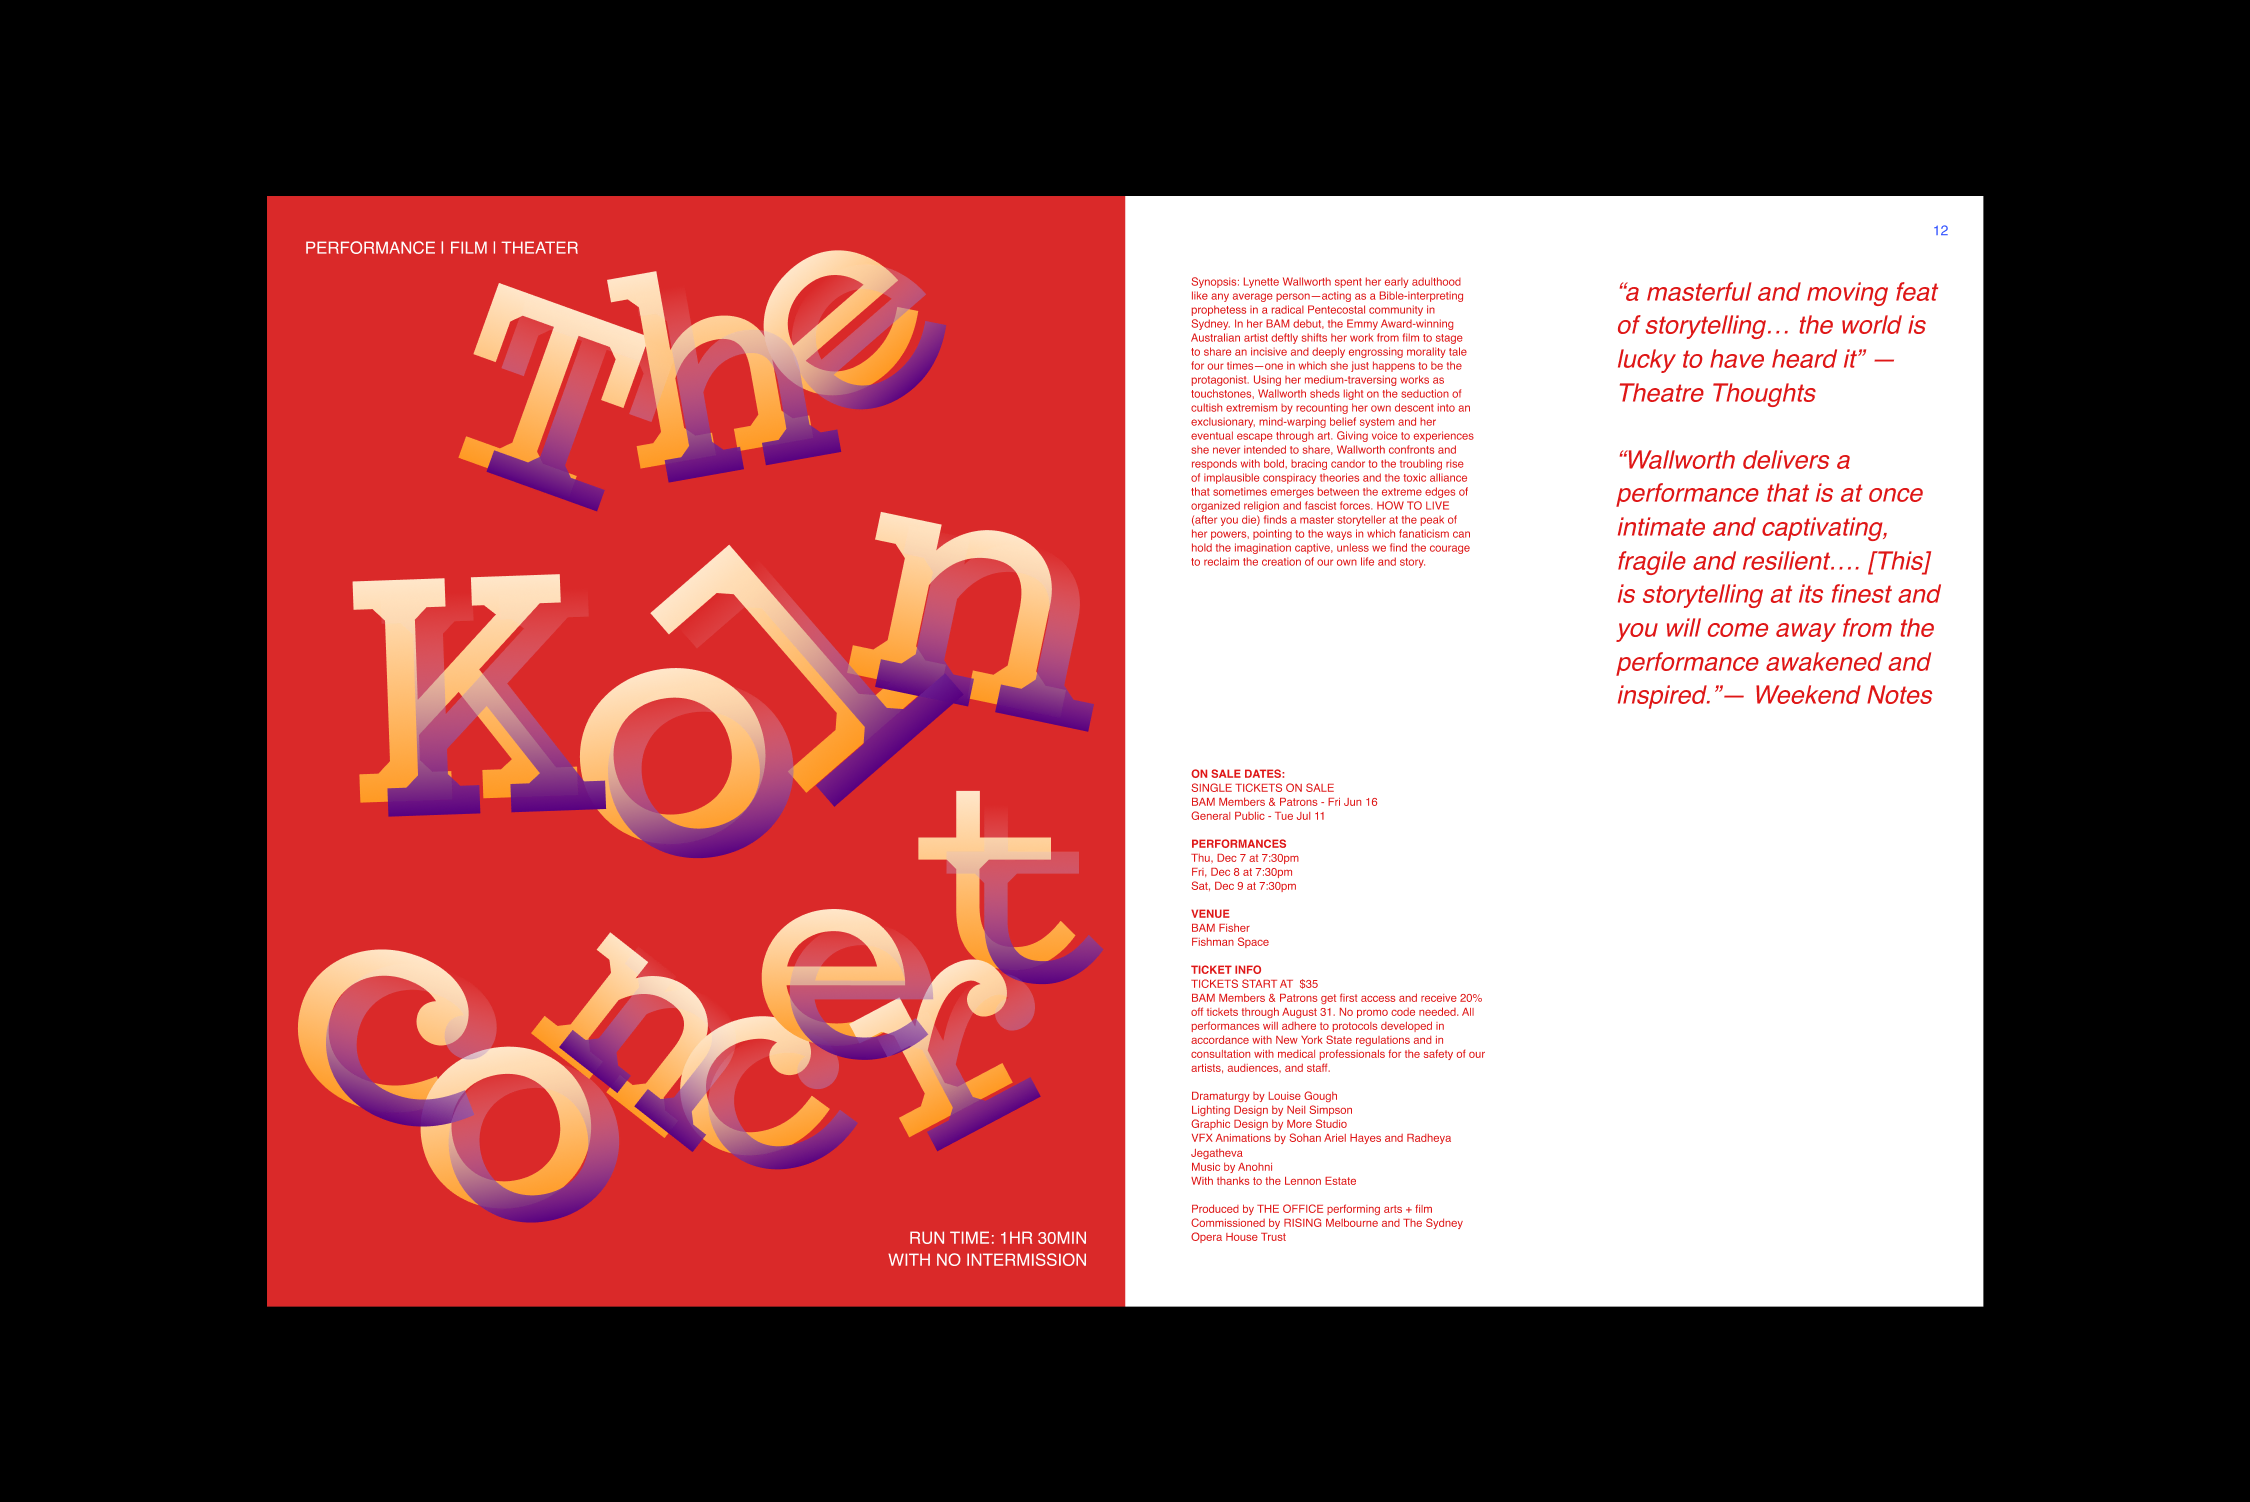 PERFORMANCE | FILM | THEATER
The
Koln
Concert
RUN TIME: 1HR 30MIN
WITH NO INTERMISSION
12
Synopsis: Lynette Wallworth spent her early adulthood
like any average person—acting as a Bible-interpreting
prophetess in a radical Pentecostal community in
Sydney. In her BAM debut, the Emmy Award-winning
Australian artist deftly shifts her work from film to stage
to share an incisive and deeply engrossing morality tale
for our times—one in which she just happens to be the
protagonist. Using her medium-traversing works as
touchstones, Wallworth sheds light on the seduction of
cultish extremism by recounting her own descent into an
exclusionary, mind-warping belief system and her
eventual escape through art. Giving voice to experiences
she never intended to share, Wallworth confronts and
responds with bold, bracing candor to the troubling rise
of implausible conspiracy theories and the toxic alliance
that sometimes emerges between the extreme edges of
organized religion and fascist forces. HOW TO LIVE
(after you die) finds a master storyteller at the peak of
her powers, pointing to the ways in which fanaticism can
hold the imagination captive, unless we find the courage
to reclaim the creation of our own life and story.
ON SALE DATES:
SINGLE TICKETS ON SALE
BAM Members & Patrons - Fri Jun 16
General Public - Tue Jul 11
PERFORMANCES
Thu, Dec 7 at 7:30pm
Fri, Dec 8 at 7:30pm
Sat, Dec 9 at 7:30pm
VENUE
BAM Fisher
Fishman Space
TICKET INFO
TICKETS START AT  $35
BAM Members & Patrons get first access and receive 20%
off tickets through August 31. No promo code needed. All
performances will adhere to protocols developed in
accordance with New York State regulations and in
consultation with medical professionals for the safety of our
artists, audiences, and staff.
Dramaturgy by Louise Gough
Lighting Design by Neil Simpson
Graphic Design by More Studio
VFX Animations by Sohan Ariel Hayes and Radheya
Jegatheva
Music by Anohni
With thanks to the Lennon Estate
Produced by THE OFFICE performing arts + film
Commissioned by RISING Melbourne and The Sydney
Opera House Trust
“a masterful and moving feat
of storytelling… the world is
lucky to have heard it” —
Theatre Thoughts
“Wallworth delivers a
performance that is at once
intimate and captivating,
fragile and resilient…. [This]
is storytelling at its finest and
you will come away from the
performance awakened and
inspired.”— Weekend Notes